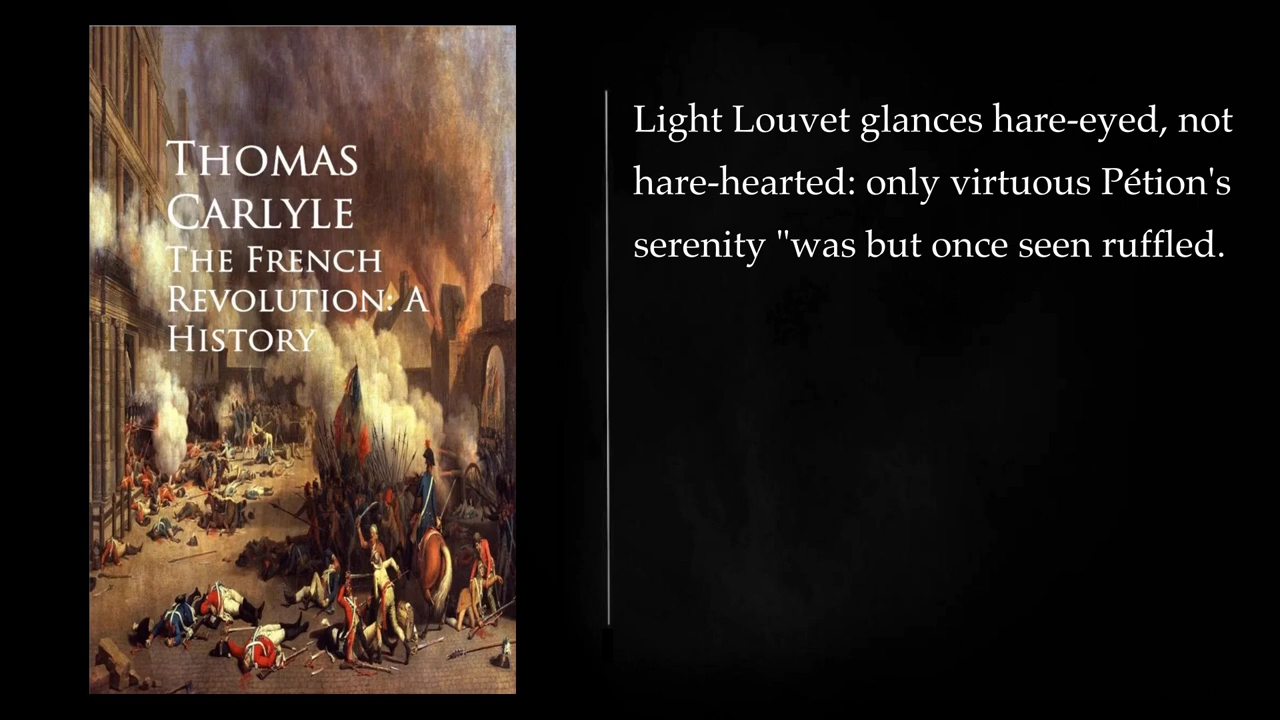 THOMAS
CARLYLE
THE FRENCH
REVOLUTION: A
HISTORY
Light Louvet glances hare-eyed, not
hare-hearted: only virtuous Pétion's
serenity "was but once seen ruffled.